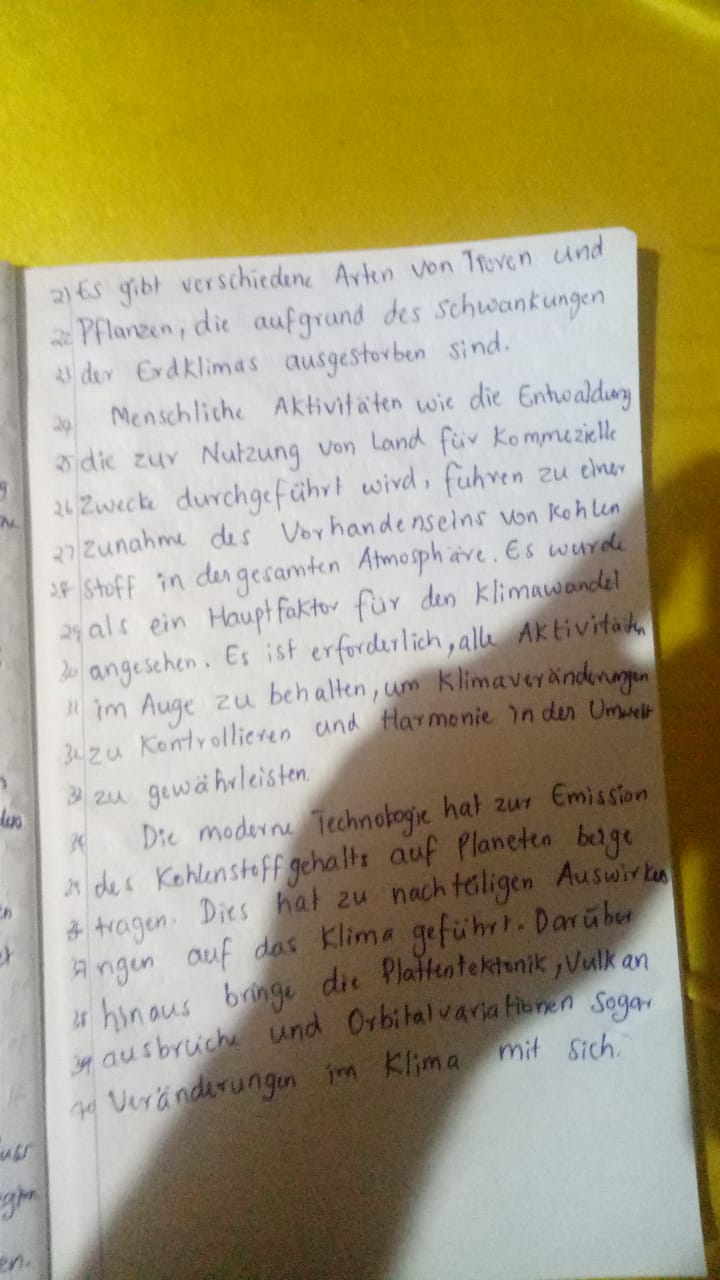 21) Es gibt verschiedene Arten von Tieren und
22 Pflanzen, die aufgrund des Schwankungen
23 der Erdklimas ausgestorben sind.
24 Menschliche Aktivitäten wie die Entwaldung
25 die zur Nutzung von Land für Kommezielle
26 Zwecke durchgeführt wird, führen zu einer
27 zunahme des Vorhandenseins von Kohlen
28 stoff in der gesamten Atmosphäre. Es wurde
29 als ein Hauptfaktor für den Klimawandel
30 angesehen. Es ist erforderlich, alle Aktivitäten
31 im Auge zu behalten, um Klimaveränderungen
32 zu Kontrollieren und Harmonie in der Umwelt
33 zu gewährleisten.
34 Die moderne Technologie hat zur Emission
35 des Kohlenstoffgehalts auf Planeten beige
36 tragen. Dies hat zu nachteiligen Auswirku
37 ngen auf das Klima geführt. Darüber
38 hinaus bringe die Plattentektonik, Vulkan
39 ausbrüche und Orbitalvariationen sogar
40 Veränderungen im Klima mit sich.